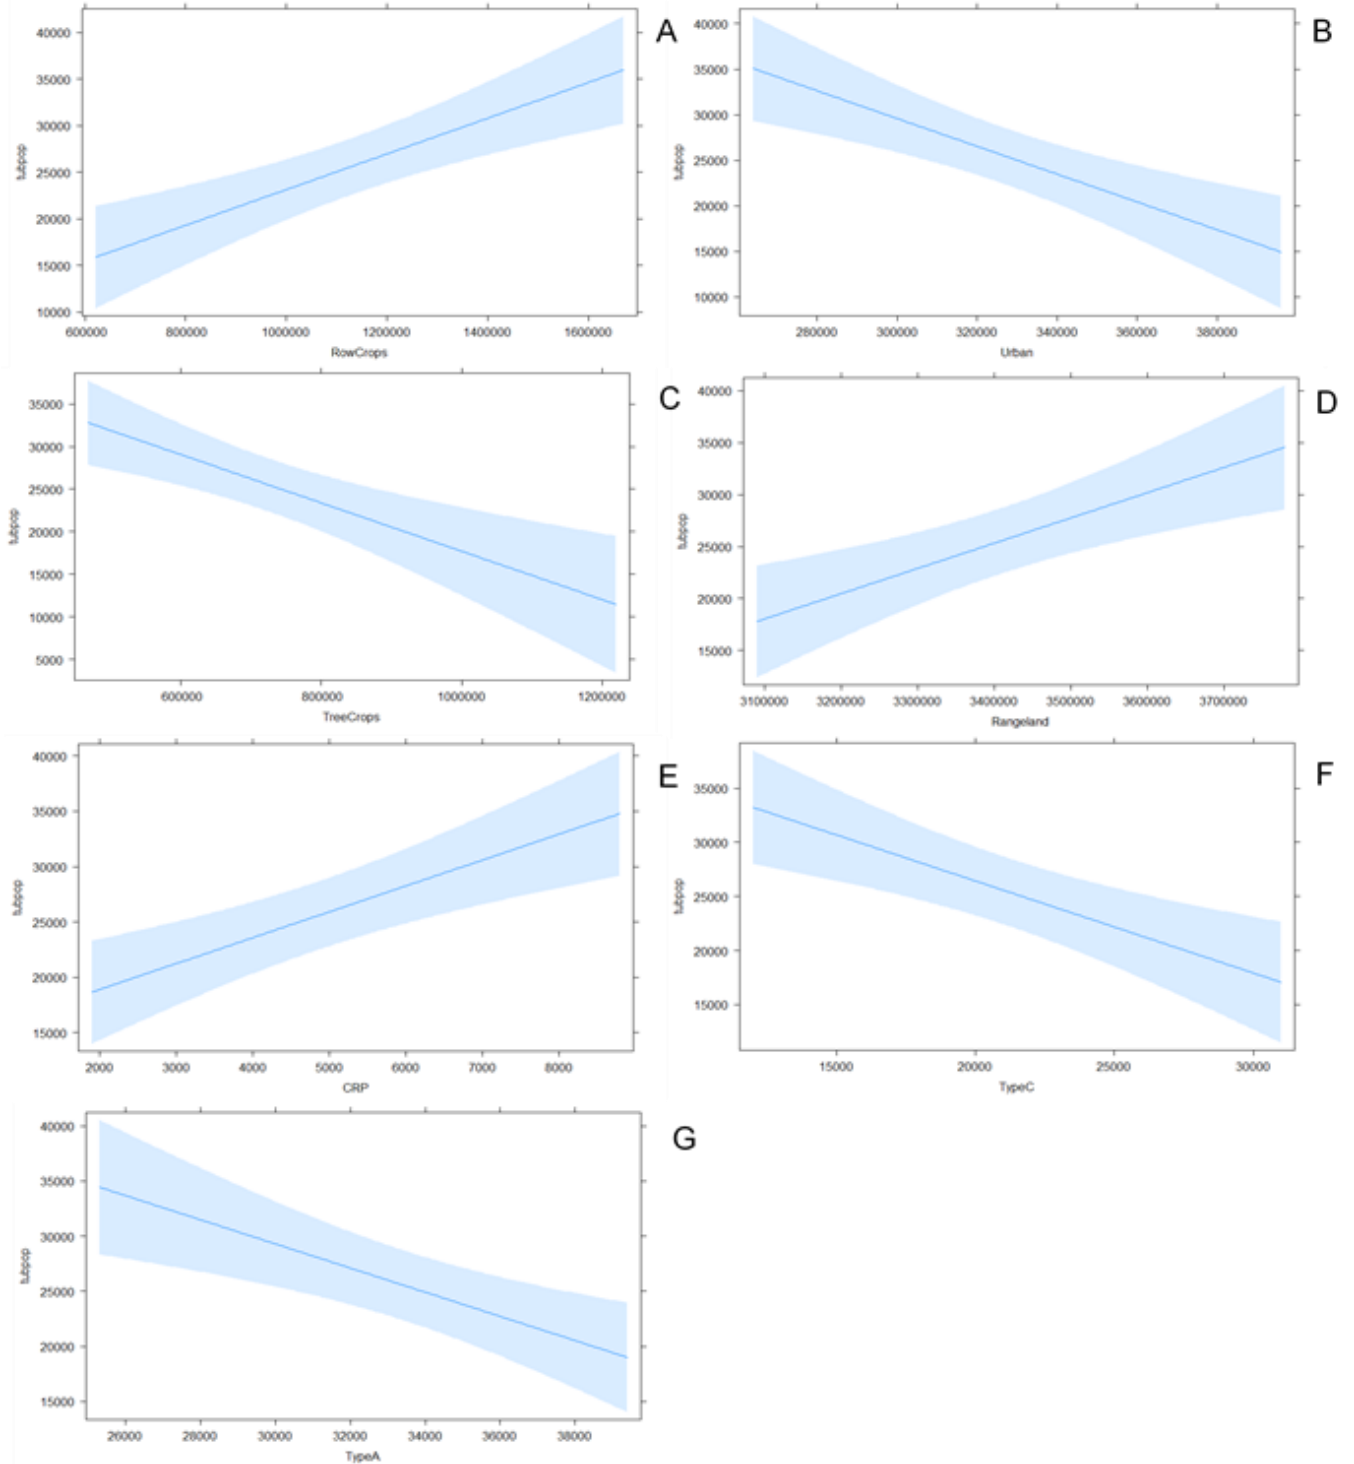 40000
35000
30000
25000
20000
15000
10000
tubpop
600000 800000 1000000 1200000 1400000 1600000
RowCrops
A
40000
35000
30000
25000
20000
15000
10000
tubpop
280000 300000 320000 340000 360000 380000
Urban
B
35000
30000
25000
20000
15000
10000
5000
tubpop
600000 800000 1000000 1200000
TreeCrops
C
40000
35000
30000
25000
20000
15000
tubpop
3100000 3200000 3300000 3400000 3500000 3600000 3700000
Rangeland
D
40000
35000
30000
25000
20000
15000
tubpop
2000 3000 4000 5000 6000 7000 8000
CRP
E
35000
30000
25000
20000
15000
tubpop
15000 20000 25000 30000
TypeC
F
40000
35000
30000
25000
20000
15000
tubpop
26000 28000 30000 32000 34000 36000 38000
TypeA
G